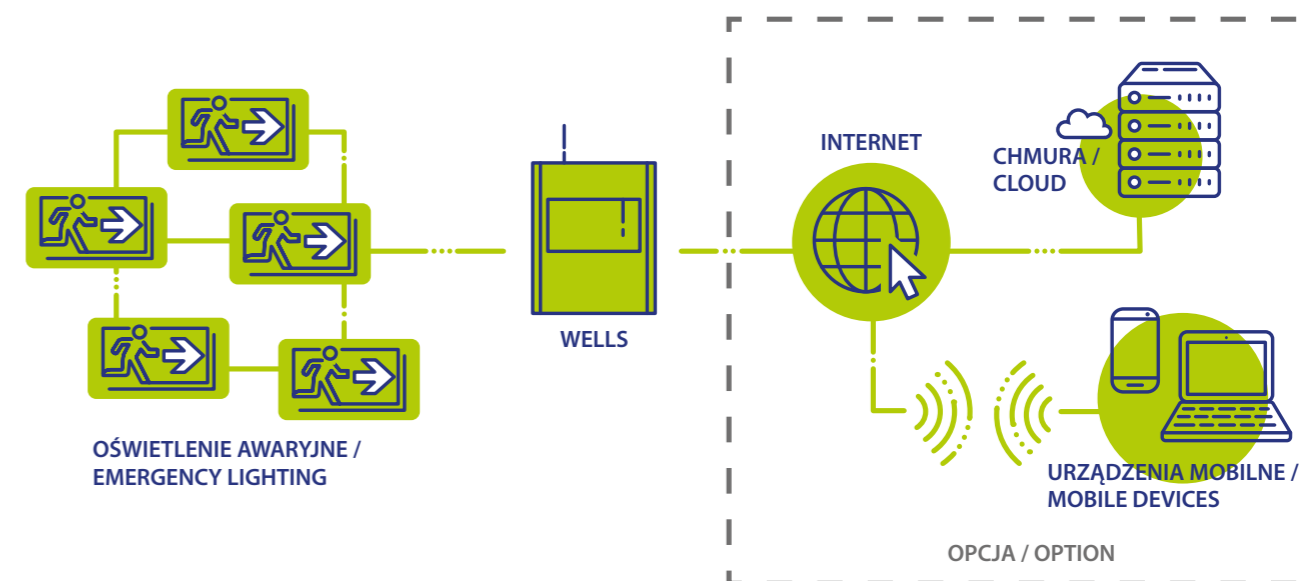 INTERNET
CHMURA /
CLOUD
WELLS
OŚWIETLENIE AWARYJNE /
EMERGENCY LIGHTING
URZĄDZENIA MOBILNE /
MOBILE DEVICES
OPCJA / OPTION